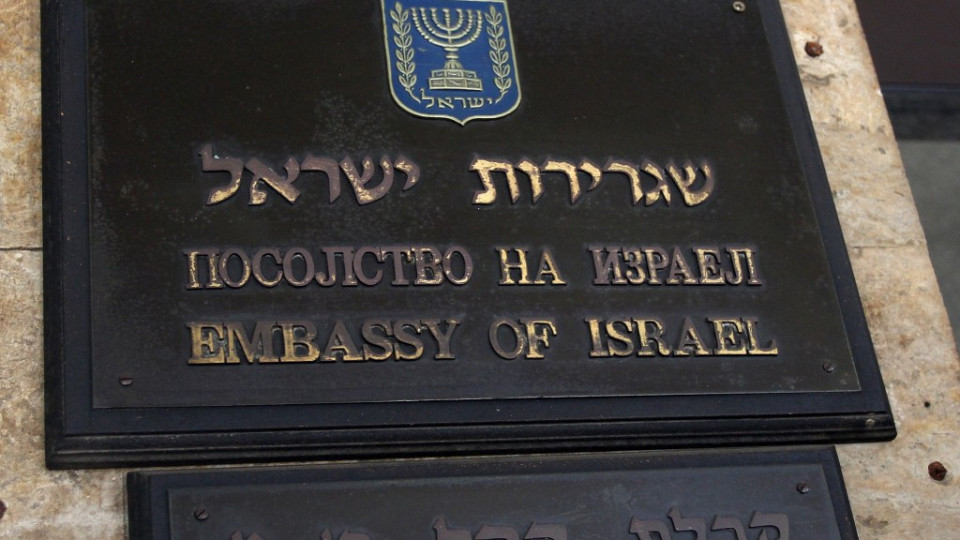 ישראל
שגרירות ישראל
ПОСОЛСТВО НА ИЗРАЕЛ
EMBASSY OF ISRAEL